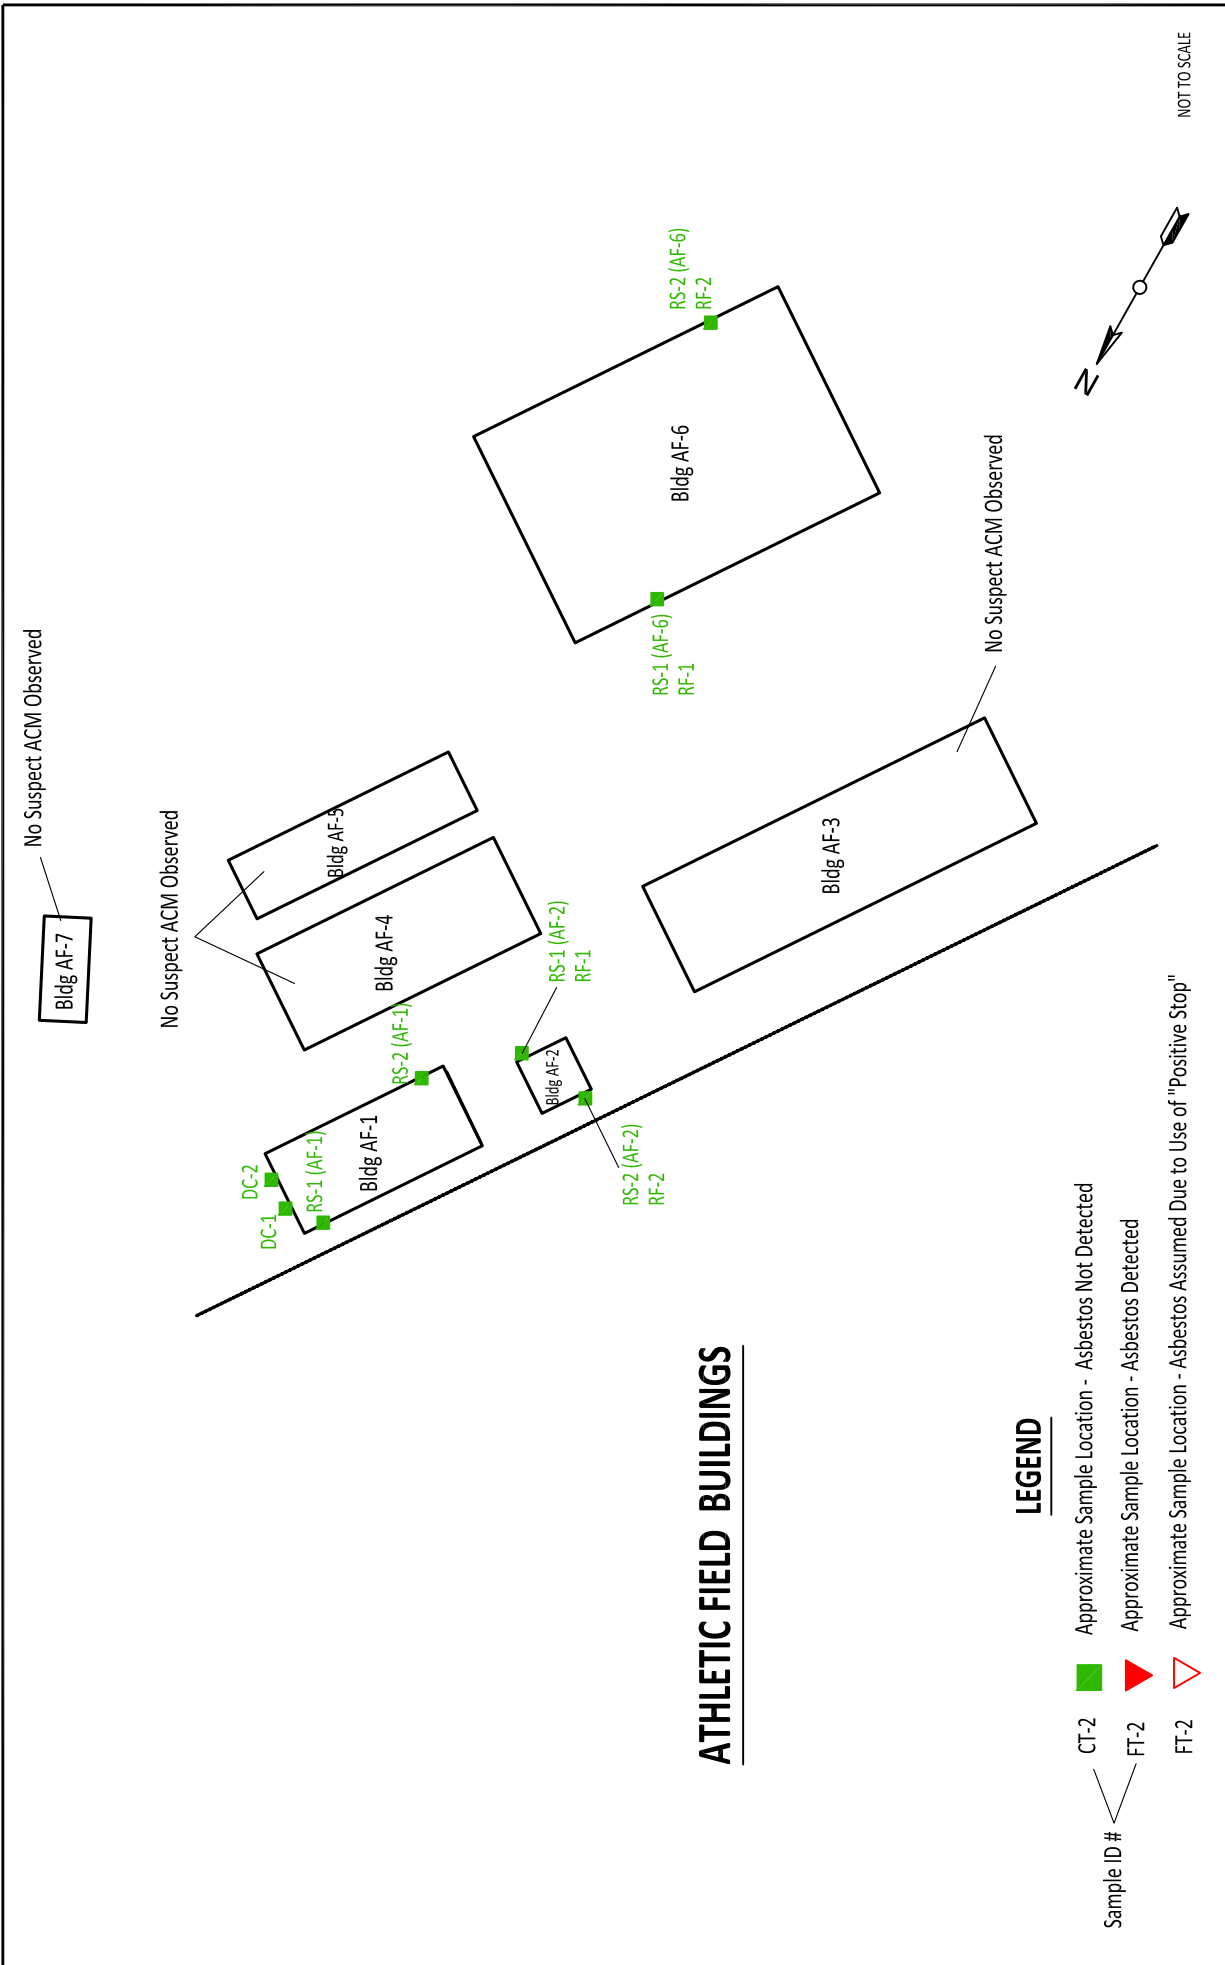 No Suspect ACM Observed
Bldg AF-7
No Suspect ACM Observed
Bldg AF-5
Bldg AF-4
DC-1
DC-2
RS-1 (AF-1)
RS-2 (AF-1)
Bldg AF-1
RS-1 (AF-2)
RF-1
Bldg AF-2
RS-2 (AF-2)
RF-2
RS-1 (AF-6)
RF-1
Bldg AF-6
RS-2 (AF-6)
RF-2
Bldg AF-3
No Suspect ACM Observed
N
NOT TO SCALE
ATHLETIC FIELD BUILDINGS
LEGEND
Sample ID #
CT-2 Approximate Sample Location - Asbestos Not Detected
FT-2 Approximate Sample Location - Asbestos Detected
FT-2 Approximate Sample Location - Asbestos Assumed Due to Use of "Positive Stop"